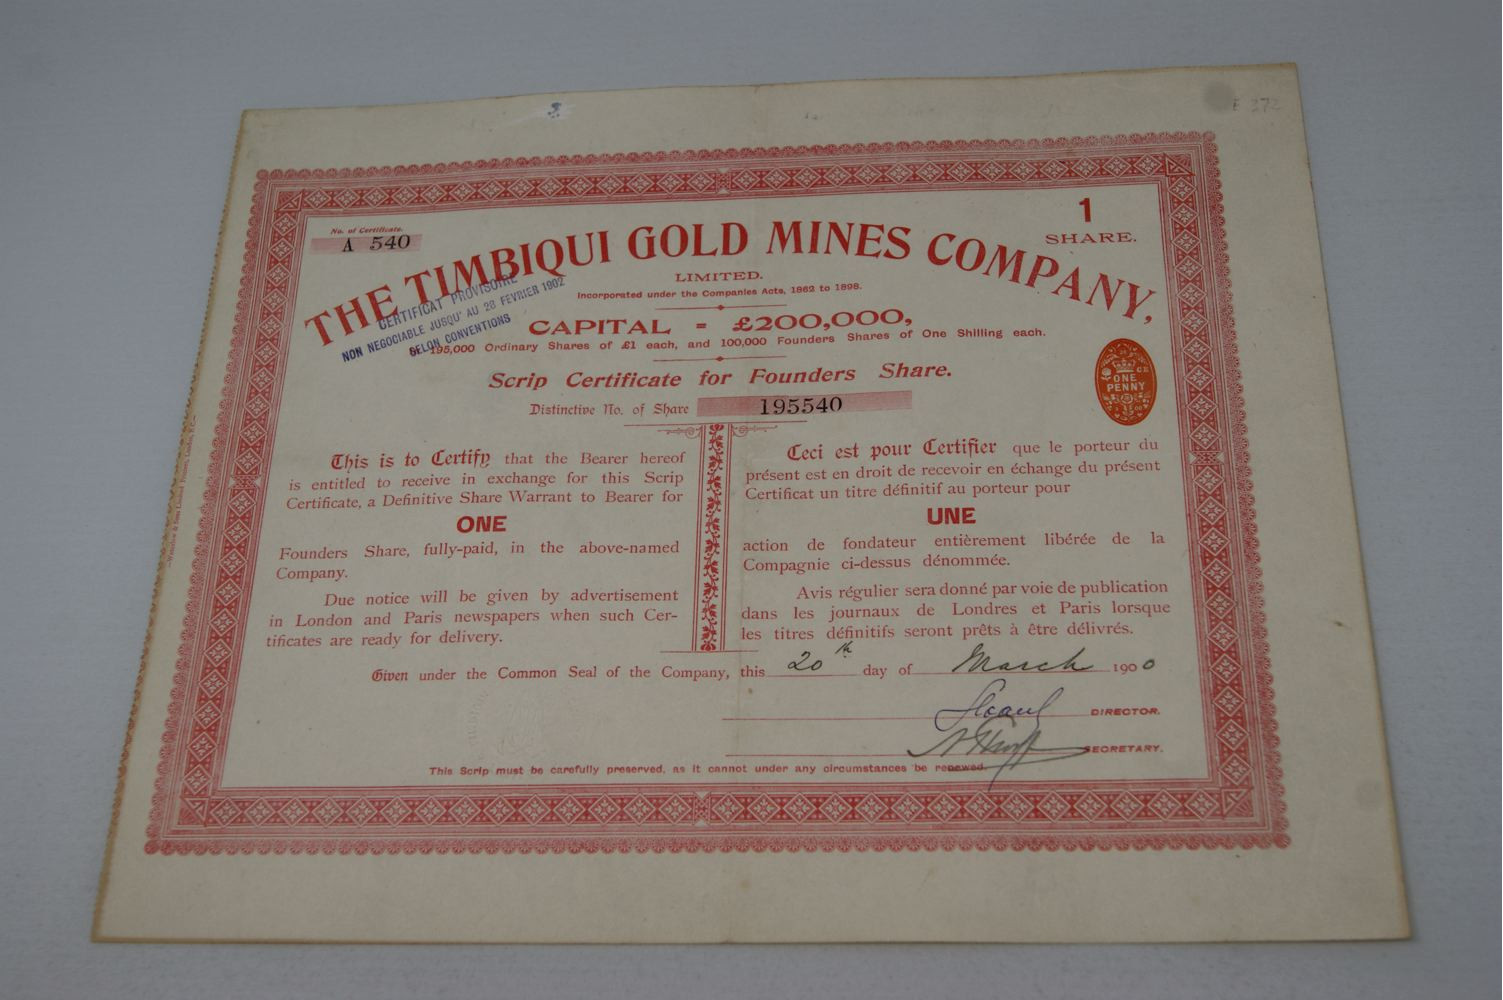 E 272
No. of Certificate.
A 540
1
SHARE.
THE TIMBIQUI GOLD MINES COMPANY,
LIMITED.
Incorporated under the Companies Acts, 1862 to 1898.
CERTIFICAT PROVISOIRE
NON NEGOCIABLE JUSQU' AU 28 FEVRIER 1902
SELON CONVENTIONS
CAPITAL = £200,000,
195,000 Ordinary Shares of £1 each, and 100,000 Founders Shares of One Shilling each.
Scrip Certificate for Founders Share.
ONE
PENNY
Distinctive No. of Share 195540
This is to Certify that the Bearer hereof
is entitled to receive in exchange for this Scrip
Certificate, a Definitive Share Warrant to Bearer for
ONE
Founders Share, fully-paid, in the above-named
Company.
Due notice will be given by advertisement
in London and Paris newspapers when such Cer-
tificates are ready for delivery.
Ceci est pour Certifier que le porteur du
présent est en droit de recevoir en échange du présent
Certificat un titre définitif au porteur pour
UNE
action de fondateur entièrement libérée de la
Compagnie ci-dessus dénommée.
Avis régulier sera donné par voie de publication
dans les journaux de Londres et Paris lorsque
les titres définitifs seront prêts à être délivrés.
Given under the Common Seal of the Company, this 20th day of March 1900
DIRECTOR.
SECRETARY.
This Scrip must be carefully preserved, as it cannot under any circumstances be renewed.